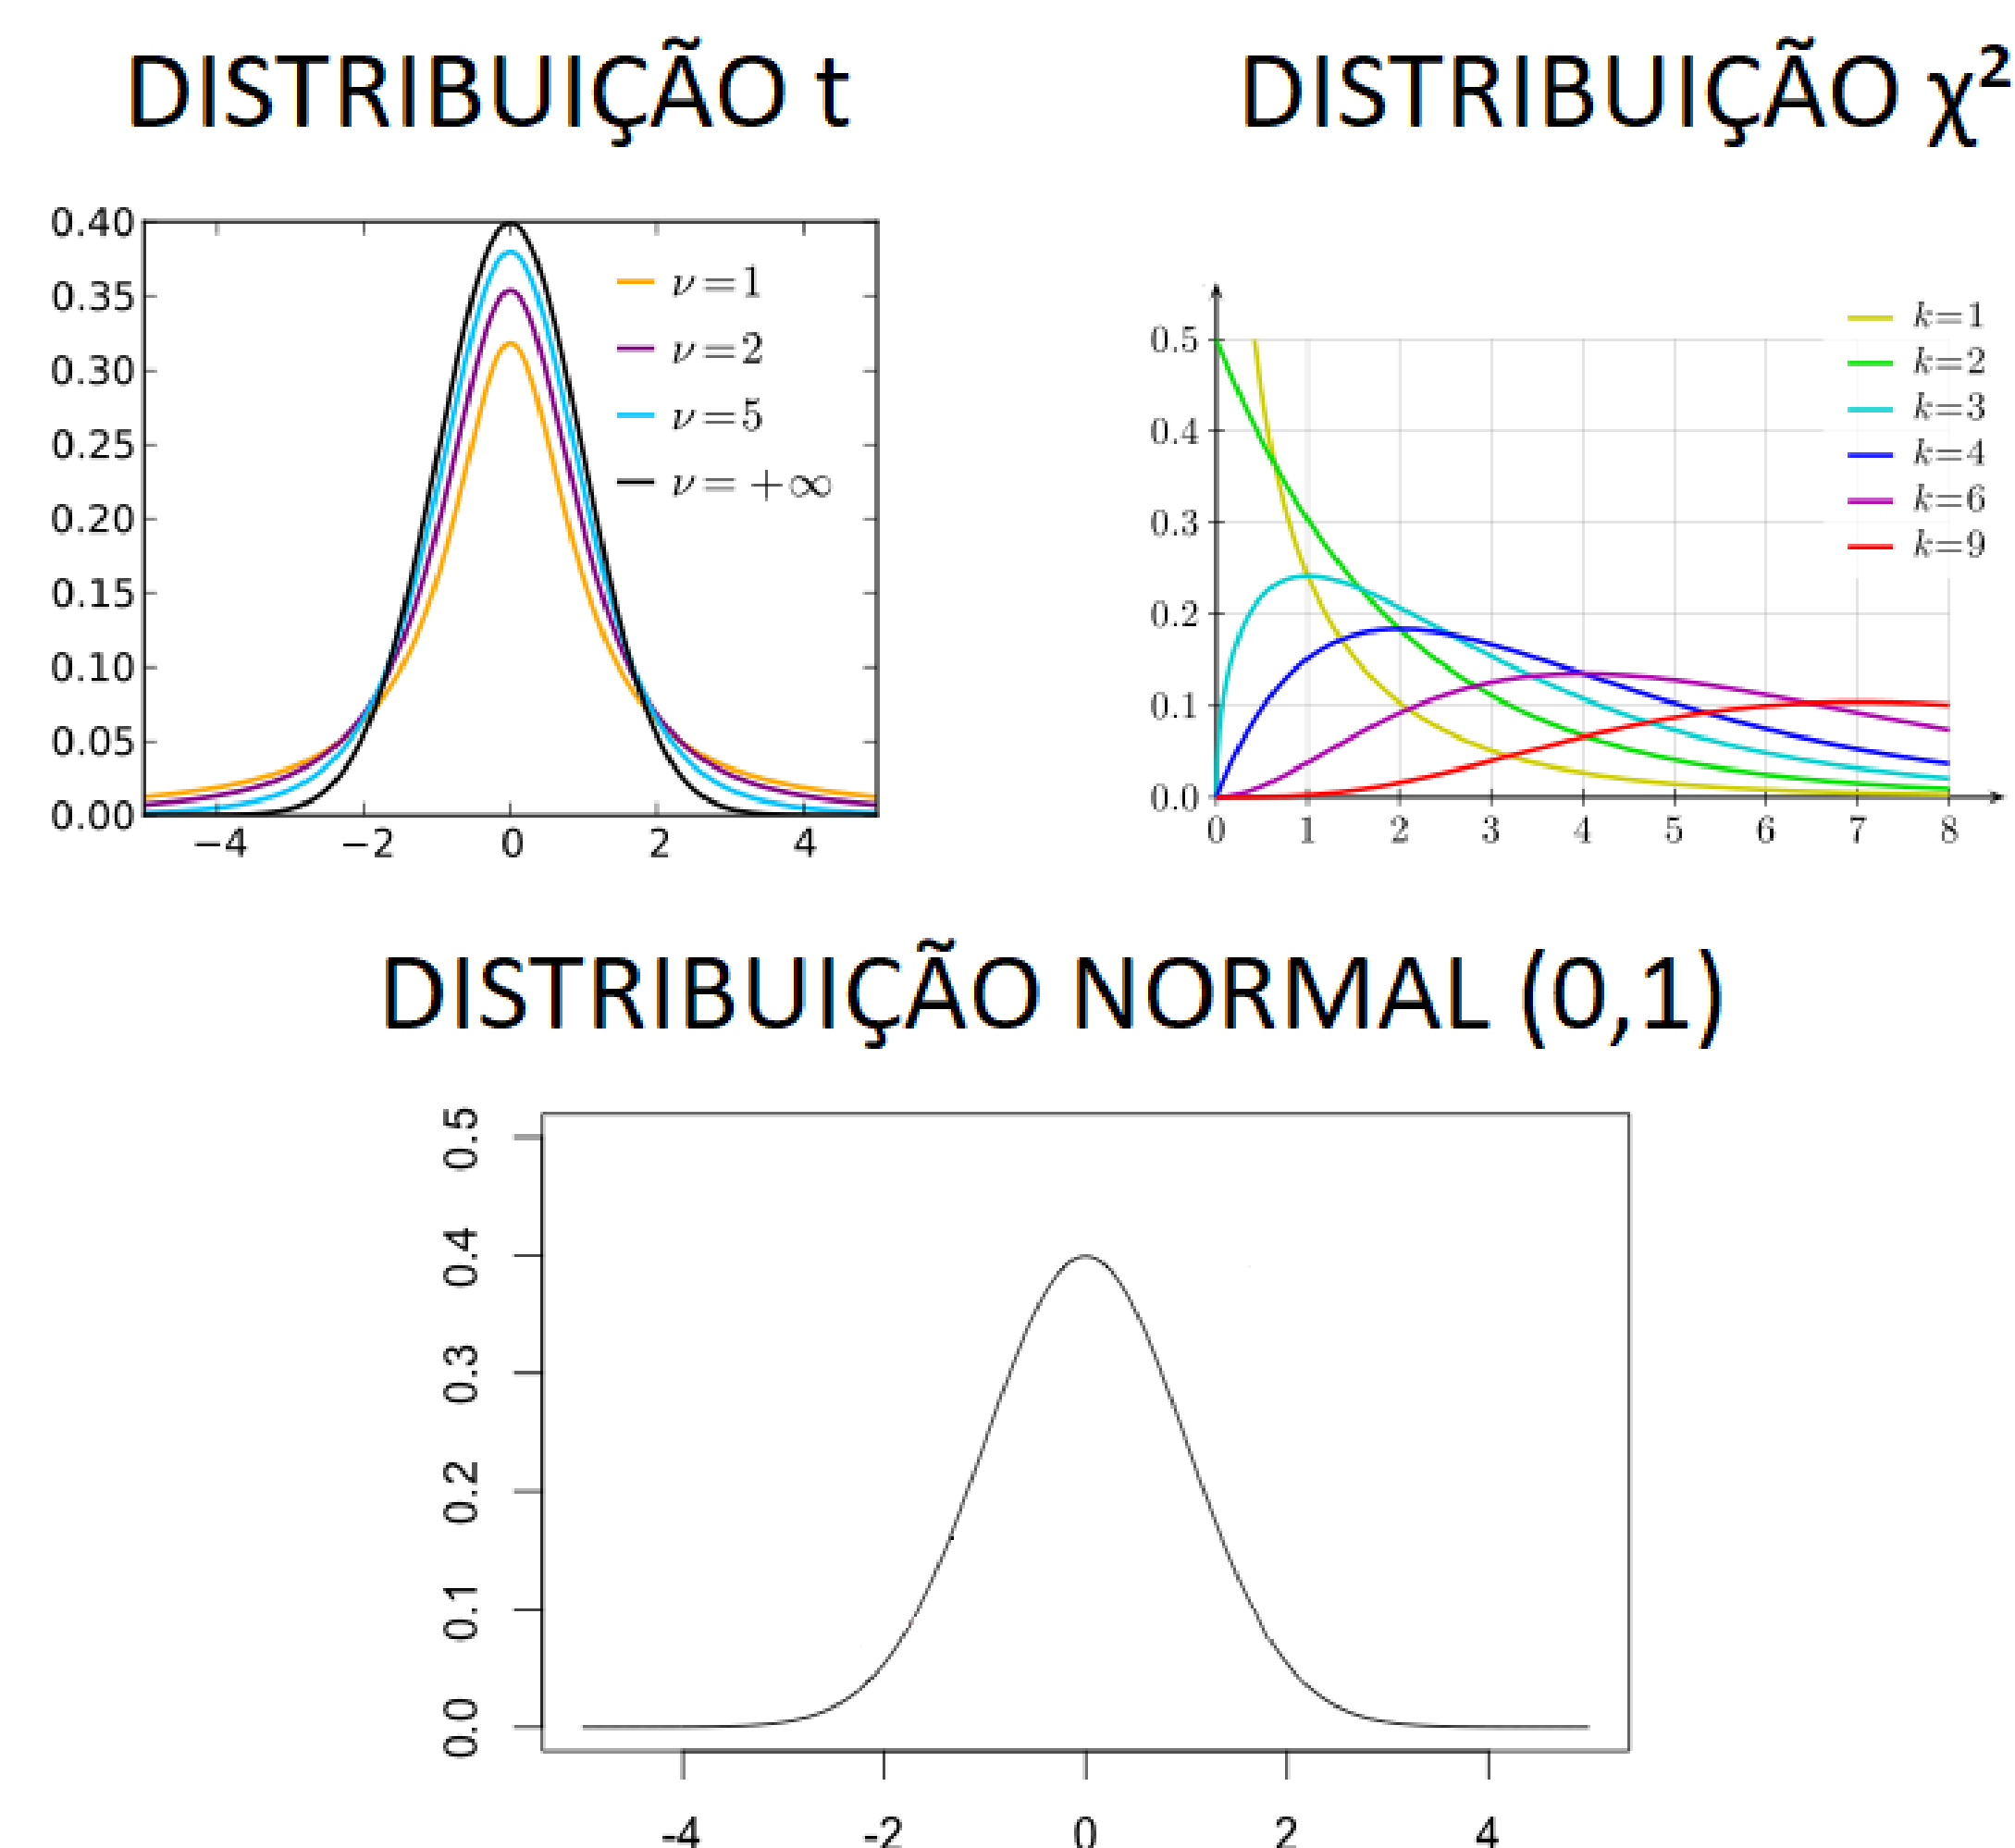 DISTRIBUIÇÃO t
0.40
0.35
0.30
0.25
0.20
0.15
0.10
0.05
0.00
−4 −2 0 2 4
ν=1
ν=2
ν=5
ν=+∞
DISTRIBUIÇÃO χ²
0.5
0.4
0.3
0.2
0.1
0.0
0 1 2 3 4 5 6 7 8
k=1
k=2
k=3
k=4
k=6
k=9
DISTRIBUIÇÃO NORMAL (0,1)
0.5
0.4
0.3
0.2
0.1
0.0
-4 -2 0 2 4